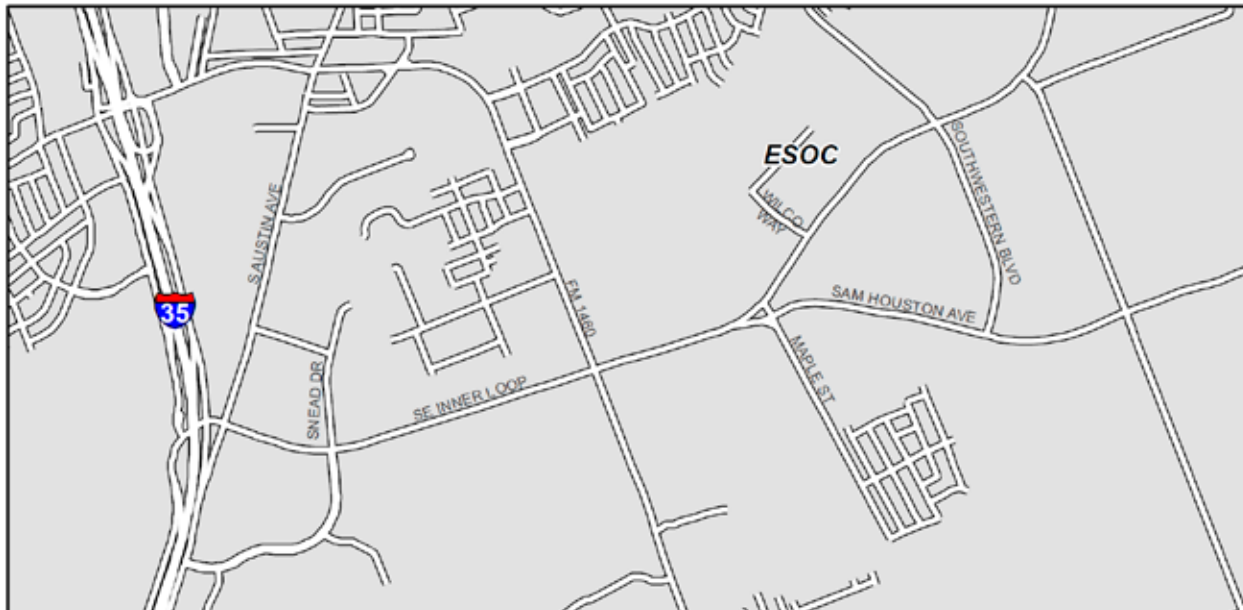 ESOC
SOUTHWESTERN BLVD
WILCO
WAY
S AUSTIN AVE
35
FM 1460
SAM HOUSTON AVE
MAPLE ST
SNEAD DR
SE INNER LOOP